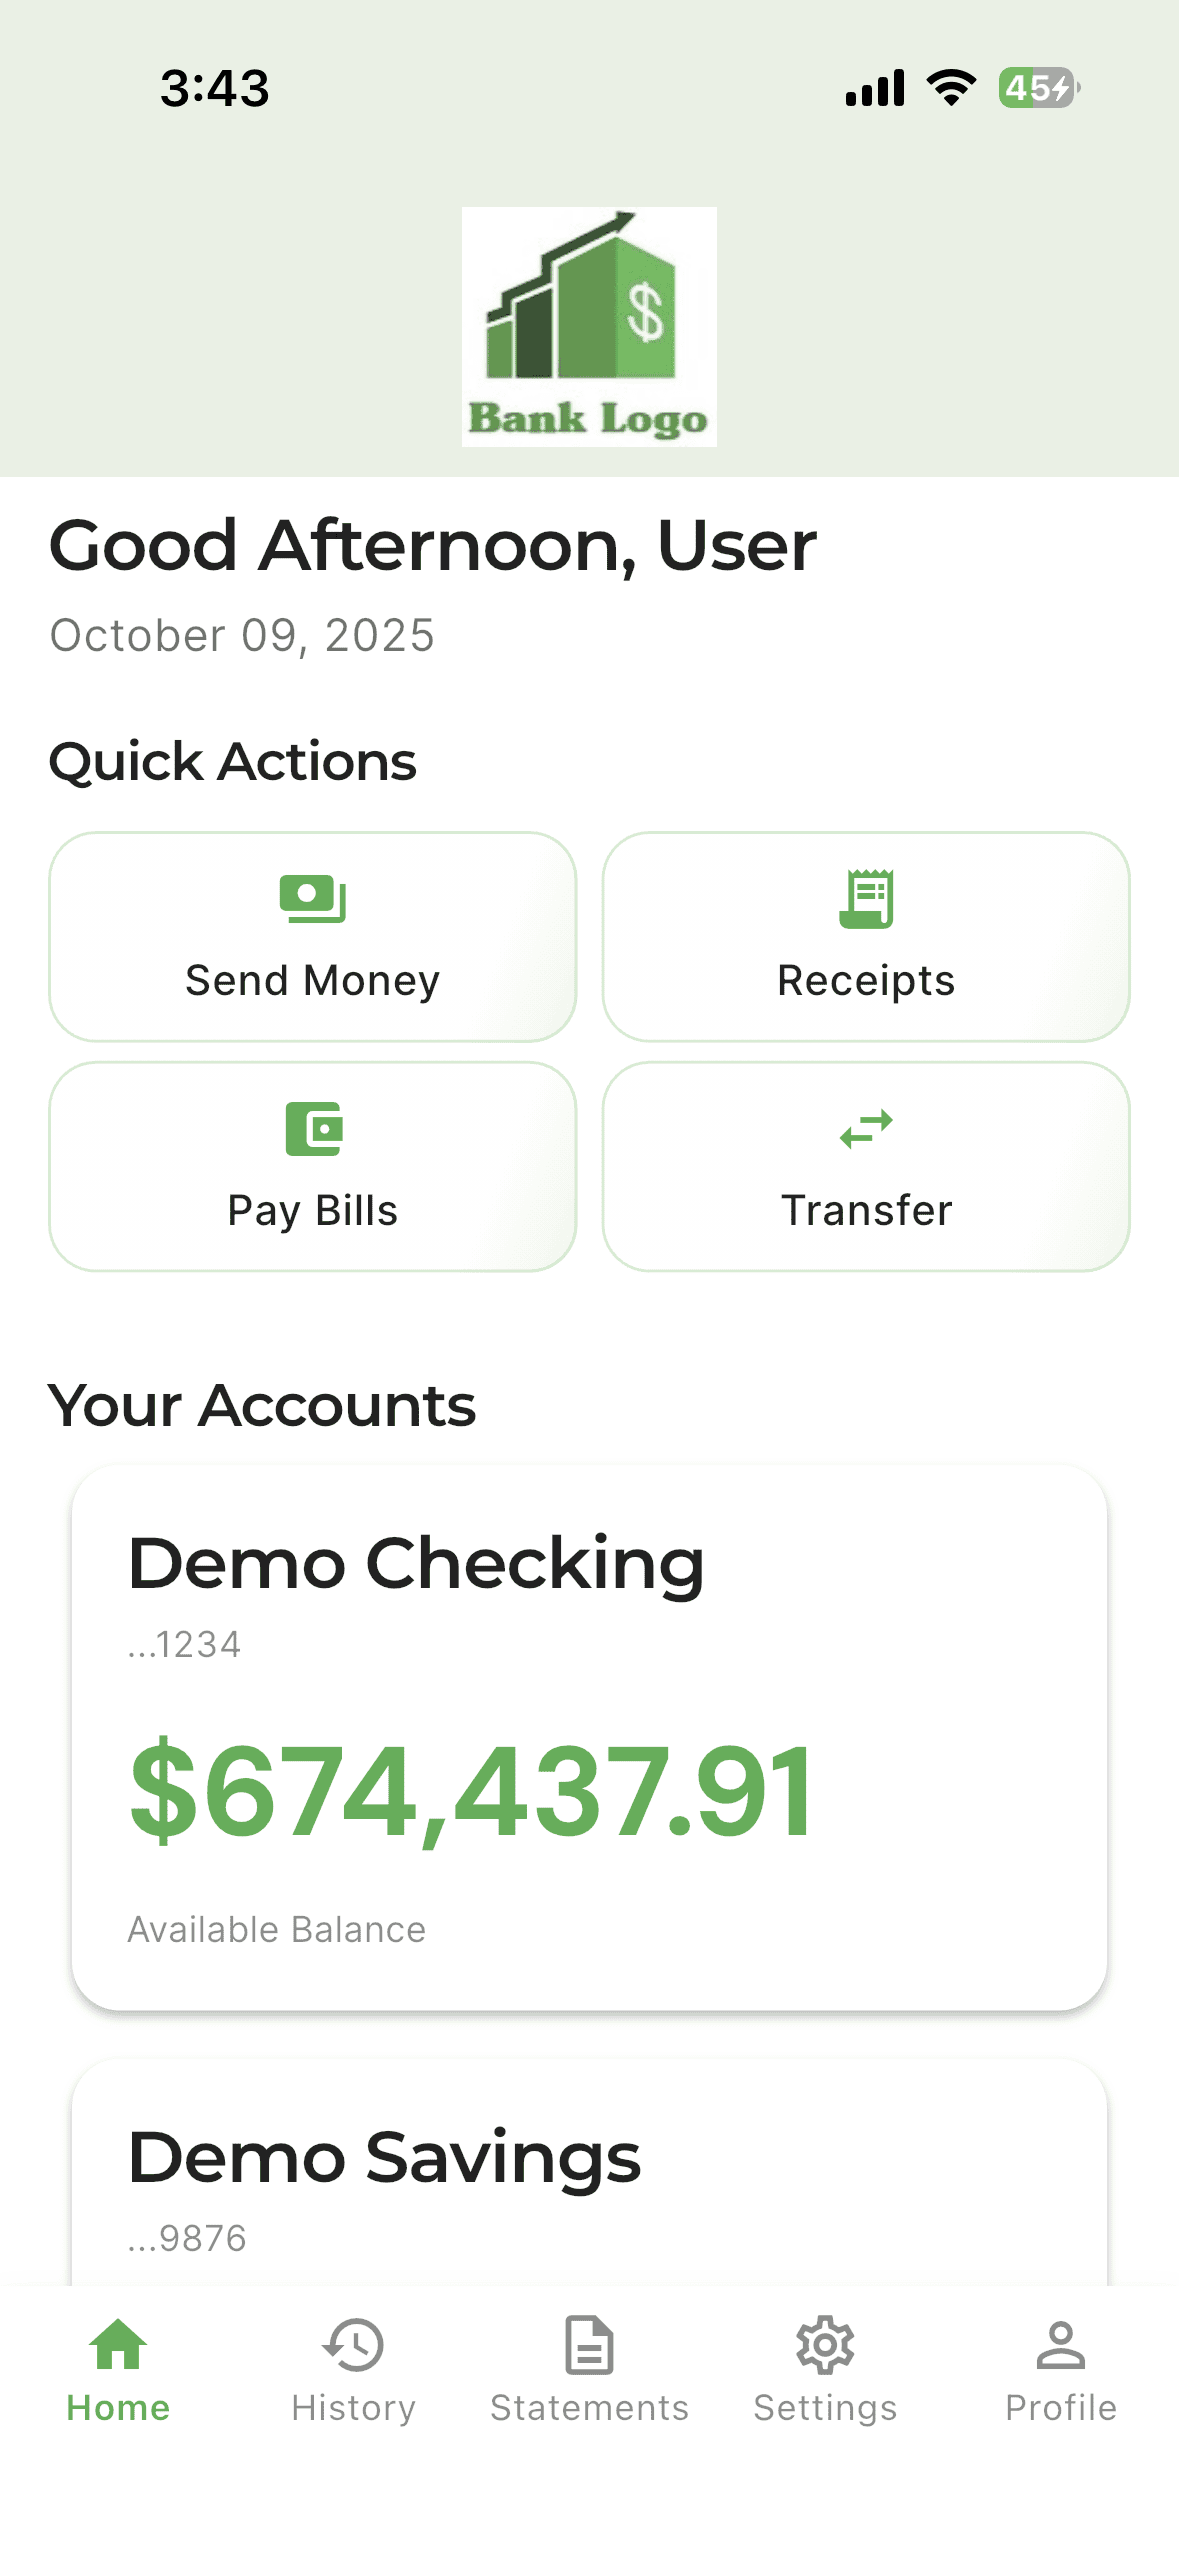 3:43
45
$
Bank Logo
Good Afternoon, User
October 09, 2025
Quick Actions
Send Money
Receipts
Pay Bills
Transfer
Your Accounts
Demo Checking
...1234
$674,437.91
Available Balance
Demo Savings
...9876
Home
History
Statements
Settings
Profile